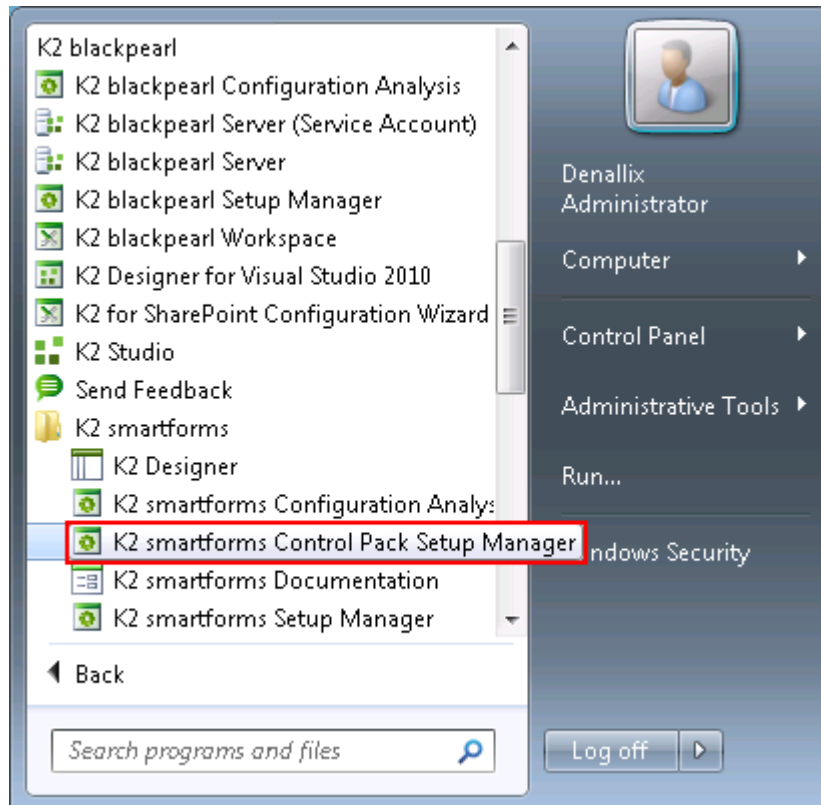 K2 blackpearl
K2 blackpearl Configuration Analysis
K2 blackpearl Server (Service Account)
K2 blackpearl Server
K2 blackpearl Setup Manager
K2 blackpearl Workspace
K2 Designer for Visual Studio 2010
K2 for SharePoint Configuration Wizard
K2 Studio
Send Feedback
K2 smartforms
K2 Designer
K2 smartforms Configuration Analys
K2 smartforms Control Pack Setup Manager
K2 smartforms Documentation
K2 smartforms Setup Manager
Back
Search programs and files
Denallix
Administrator
Computer
Control Panel
Administrative Tools
Run...
ndows Security
Log off